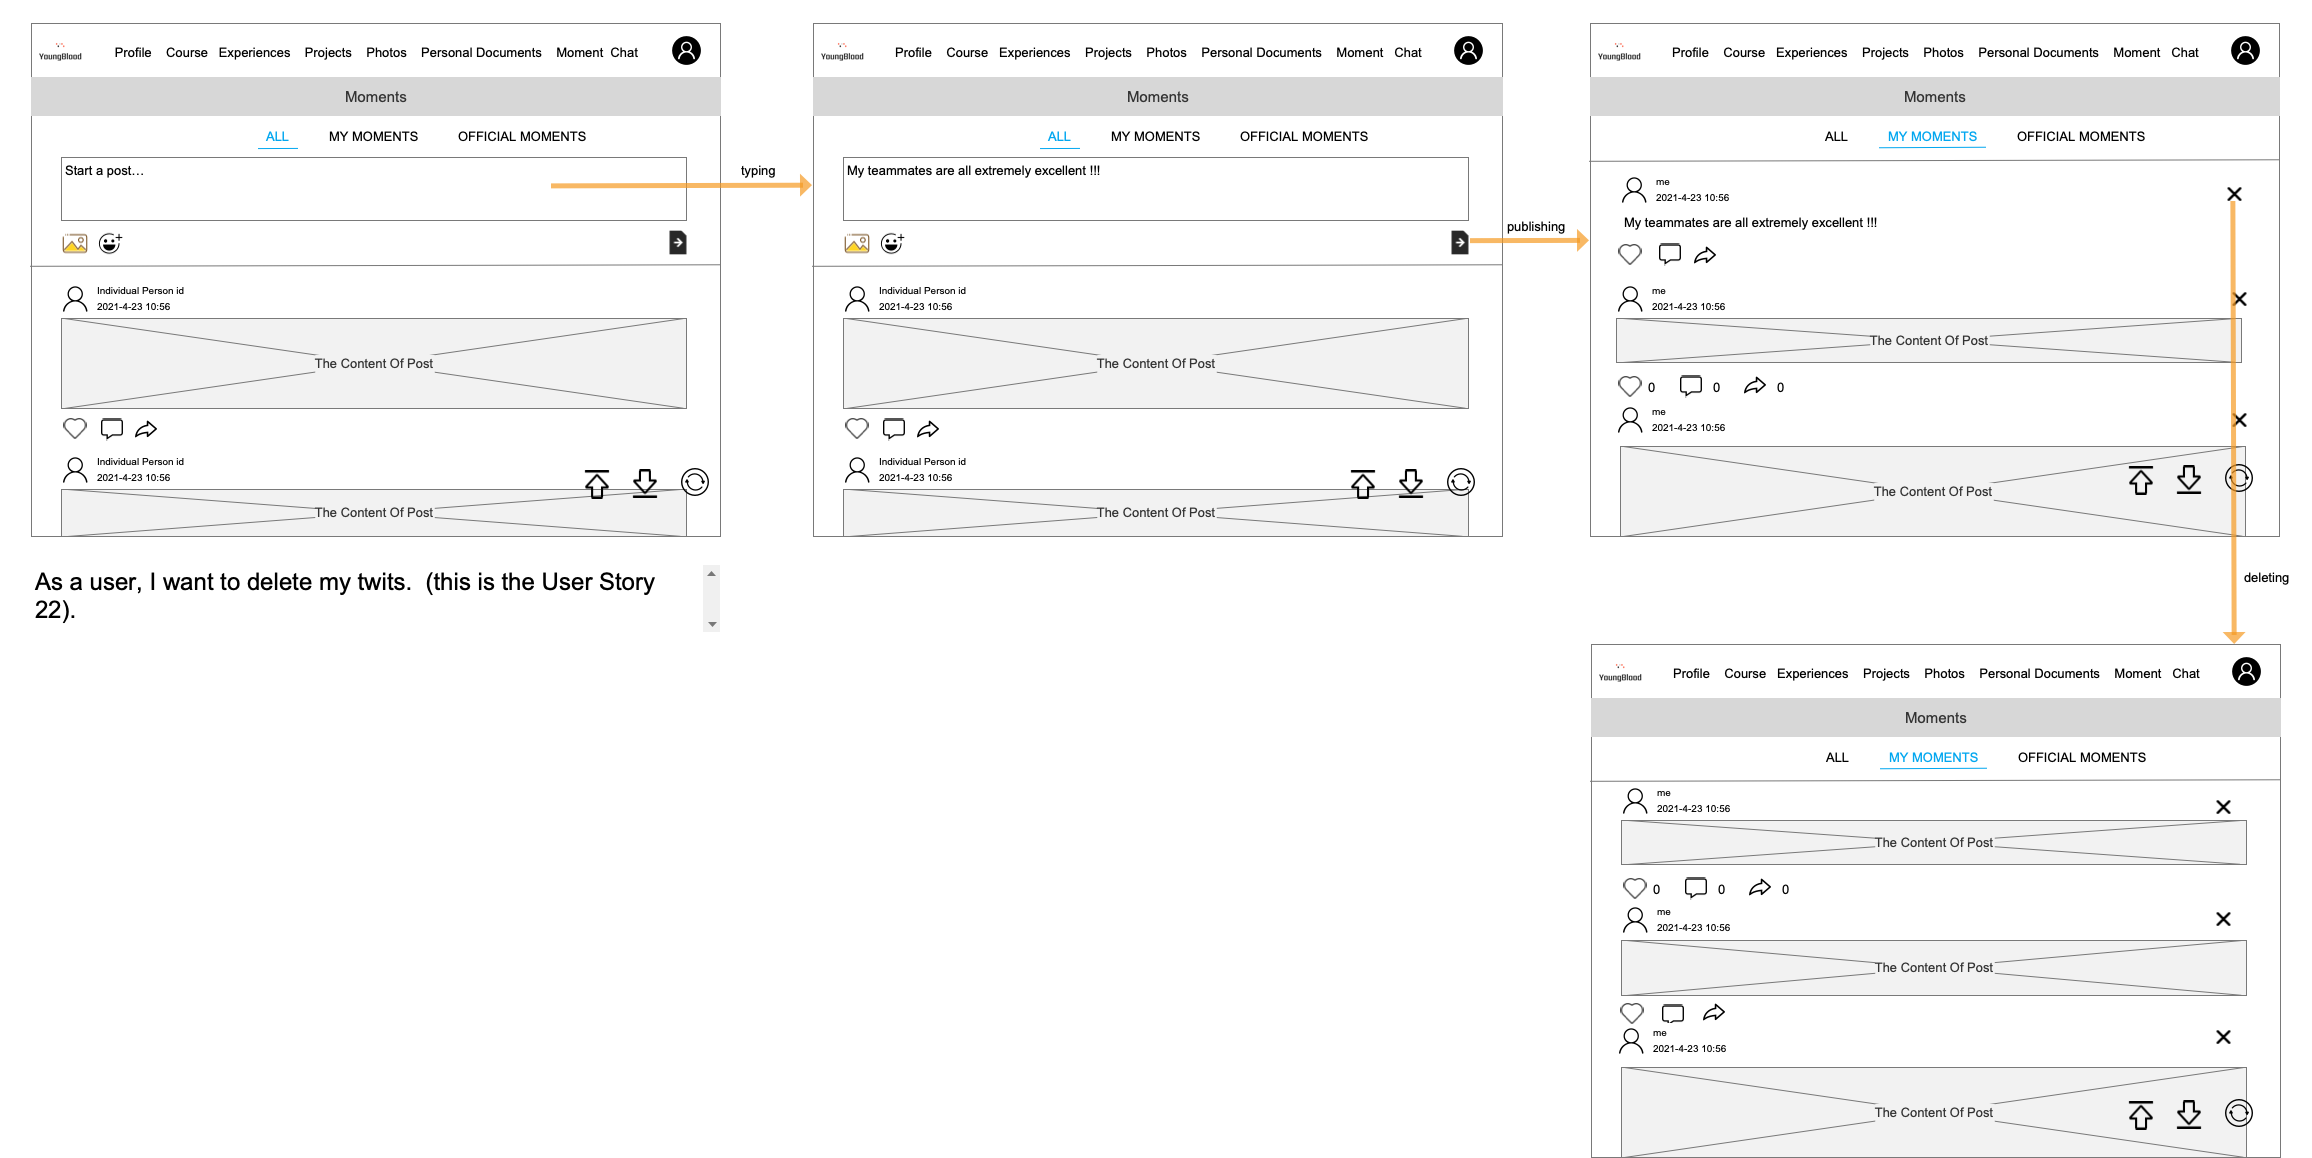 YoungBlood Profile Course Experiences Projects Photos Personal Documents Moment Chat
Moments
ALL MY MOMENTS OFFICIAL MOMENTS
Start a post...
Individual Person id
2021-4-23 10:56
The Content Of Post
Individual Person id
2021-4-23 10:56
The Content Of Post
typing
YoungBlood Profile Course Experiences Projects Photos Personal Documents Moment Chat
Moments
ALL MY MOMENTS OFFICIAL MOMENTS
My teammates are all extremely excellent !!!
Individual Person id
2021-4-23 10:56
The Content Of Post
Individual Person id
2021-4-23 10:56
The Content Of Post
publishing
YoungBlood Profile Course Experiences Projects Photos Personal Documents Moment Chat
Moments
ALL MY MOMENTS OFFICIAL MOMENTS
me
2021-4-23 10:56
My teammates are all extremely excellent !!!
me
2021-4-23 10:56
The Content Of Post
0 0 0
me
2021-4-23 10:56
The Content Of Post
As a user, I want to delete my twits. (this is the User Story
22).
deleting
YoungBlood Profile Course Experiences Projects Photos Personal Documents Moment Chat
Moments
ALL MY MOMENTS OFFICIAL MOMENTS
me
2021-4-23 10:56
The Content Of Post
0 0 0
me
2021-4-23 10:56
The Content Of Post
me
2021-4-23 10:56
The Content Of Post